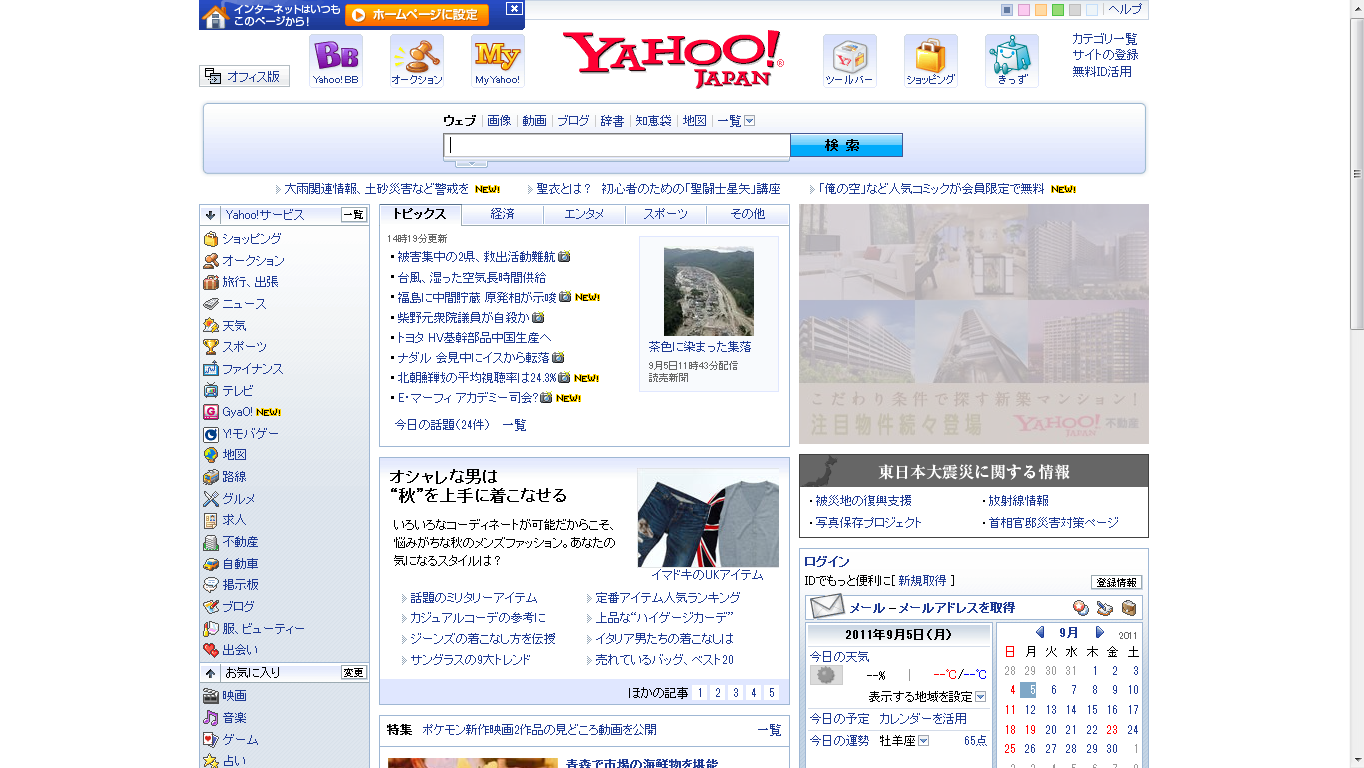 インターネットはいつも
このページから!
ホームページに設定
ヘルプ
オフィス版
BB
Yahoo! BB
オークション
My
My Yahoo!
YAHOO!
JAPAN
ツールバー
ショッピング
きっず
カテゴリ一覧
サイトの登録
無料ID活用
ウェブ 画像 動画 ブログ 辞書 知恵袋 地図 一覧
検索
大雨関連情報、土砂災害など警戒を NEW!
聖衣とは? 初心者のための「聖闘士星矢」講座
「俺の空」など人気コミックが会員限定で無料 NEW!
Yahoo!サービス 一覧
ショッピング
オークション
旅行、出張
ニュース
天気
スポーツ
ファイナンス
テレビ
GyaO! NEW!
Y!モバゲー
地図
路線
グルメ
求人
不動産
自動車
掲示板
ブログ
服、ビューティー
出会い
お気に入り 変更
映画
音楽
ゲーム
占い
トピックス 経済 エンタメ スポーツ その他
14時19分更新
・被害集中の2県、救出活動難航
・台風、湿った空気長時間供給
・福島に中間貯蔵 原発相が示唆 NEW!
・柴野元衆院議員が自殺か
・トヨタ HV基幹部品中国生産へ
・ナダル 会見中にイスから転落
・北朝鮮戦の平均視聴率は24.3% NEW!
・E・マーフィ アカデミー司会? NEW!
今日の話題(24件) 一覧
茶色に染まった集落
9月5日11時43分配信
読売新聞
オシャレな男は
“秋”を上手に着こなせる
いろいろなコーディネートが可能だからこそ、
悩みがちな秋のメンズファッション。あなたの
気になるスタイルは?
イマドキのUKアイテム
話題のミリタリーアイテム
定番アイテム人気ランキング
カジュアルコーデの参考に
上品な“ハイゲージカーデ”
ジーンズの着こなし方を伝授
イタリア男たちの着こなしは
サングラスの9大トレンド
売れているバッグ、ベスト20
ほかの記事 1 2 3 4 5
特集 ポケモン新作映画2作品の見どころ動画を公開 一覧
青森で市場の海鮮物を堪能
こだわり条件で探す新築マンション!
注目物件続々登場 YAHOO! JAPAN 不動産
東日本大震災に関する情報
・被災地の復興支援 ・放射線情報
・写真保存プロジェクト ・首相官邸災害対策ページ
ログイン
IDでもっと便利に[ 新規取得 ] 登録情報
メール - メールアドレスを取得
2011年9月5日(月)
今日の天気
--% | --℃/--℃
表示する地域を設定
今日の予定 カレンダーを活用
今日の運勢 牡羊座 65点
9月 2011
日 月 火 水 木 金 土
28 29 30 31 1 2 3
4 5 6 7 8 9 10
11 12 13 14 15 16 17
18 19 20 21 22 23 24
25 26 27 28 29 30 1